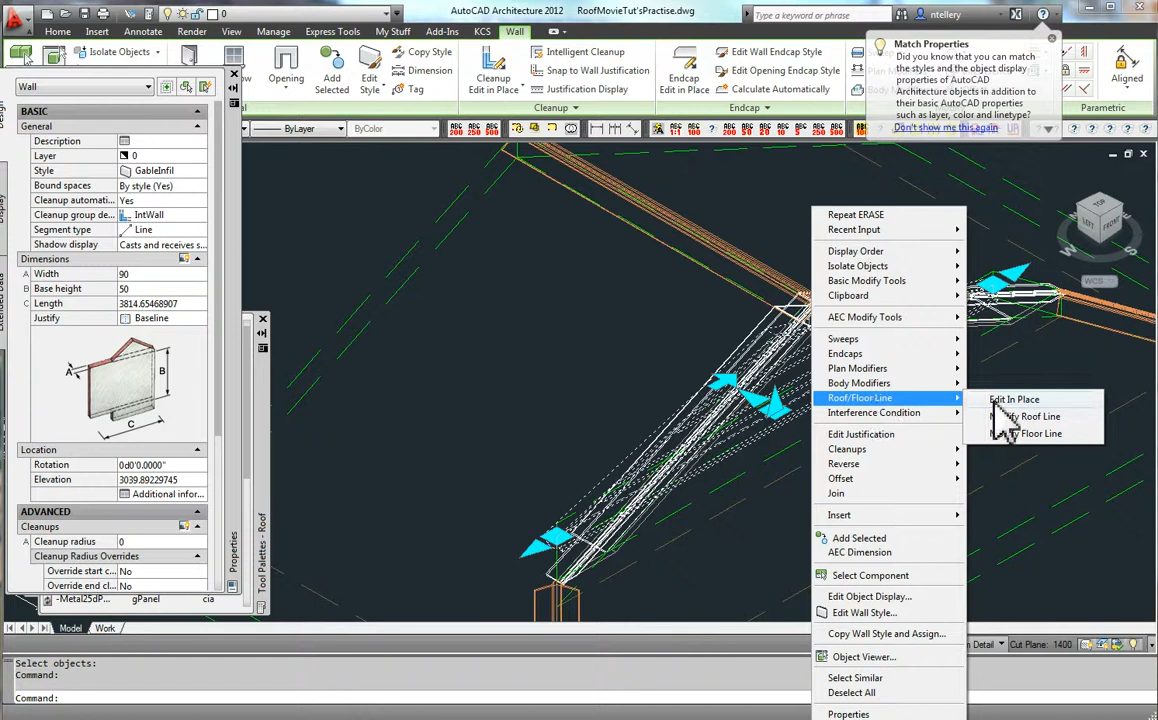 AutoCAD Architecture 2012 RoofMovieTut'sPractise.dwg
Type a keyword or phrase
ntellery
0
Home Insert Annotate Render View Manage Express Tools My Stuff Add-Ins KCS Wall
Isolate Objects
Opening
Add
Selected
Edit
Style
Copy Style
Dimension
Tag
Cleanup
Edit in Place
Intelligent Cleanup
Snap to Wall Justification
Justification Display
Cleanup
Endcap
Edit in Place
Edit Wall Endcap Style
Edit Opening Endcap Style
Calculate Automatically
Endcap
Aligned
Parametric
Match Properties
Did you know that you can match
the styles and the object display
properties of AutoCAD
Architecture objects in addition to
their basic AutoCAD properties
such as layer, color and linetype?
Don't show me this again
ByLayer
ByColor
Wall
BASIC
General
Description
Layer 0
Style GableInfil
Bound spaces By style (Yes)
Cleanup automati... Yes
Cleanup group de... IntWall
Segment type Line
Shadow display Casts and receives s...
Dimensions
A Width 90
B Base height 50
C Length 3814.65468907
Justify Baseline
A
B
C
Location
Rotation 0d0'0.0000"
Elevation 3039.89229745
Additional infor...
ADVANCED
Cleanups
A Cleanup radius 0
Cleanup Radius Overrides
Override start c... No
Override end cl... No
-Metal25dP... gPanel cia
Properties
Tool Palettes - Roof
Design
Display
Extended Data
TOP
LEFT
FRONT
W
S
WCS
Repeat ERASE
Recent Input
Display Order
Isolate Objects
Basic Modify Tools
Clipboard
AEC Modify Tools
Sweeps
Endcaps
Plan Modifiers
Body Modifiers
Roof/Floor Line
Interference Condition
Edit Justification
Cleanups
Reverse
Offset
Join
Insert
Add Selected
AEC Dimension
Select Component
Edit Object Display...
Edit Wall Style...
Copy Wall Style and Assign...
Object Viewer...
Select Similar
Deselect All
Properties
Edit In Place
Roof Line
Floor Line
Model Work
Detail Cut Plane: 1400
Select objects:
Command:
Command: